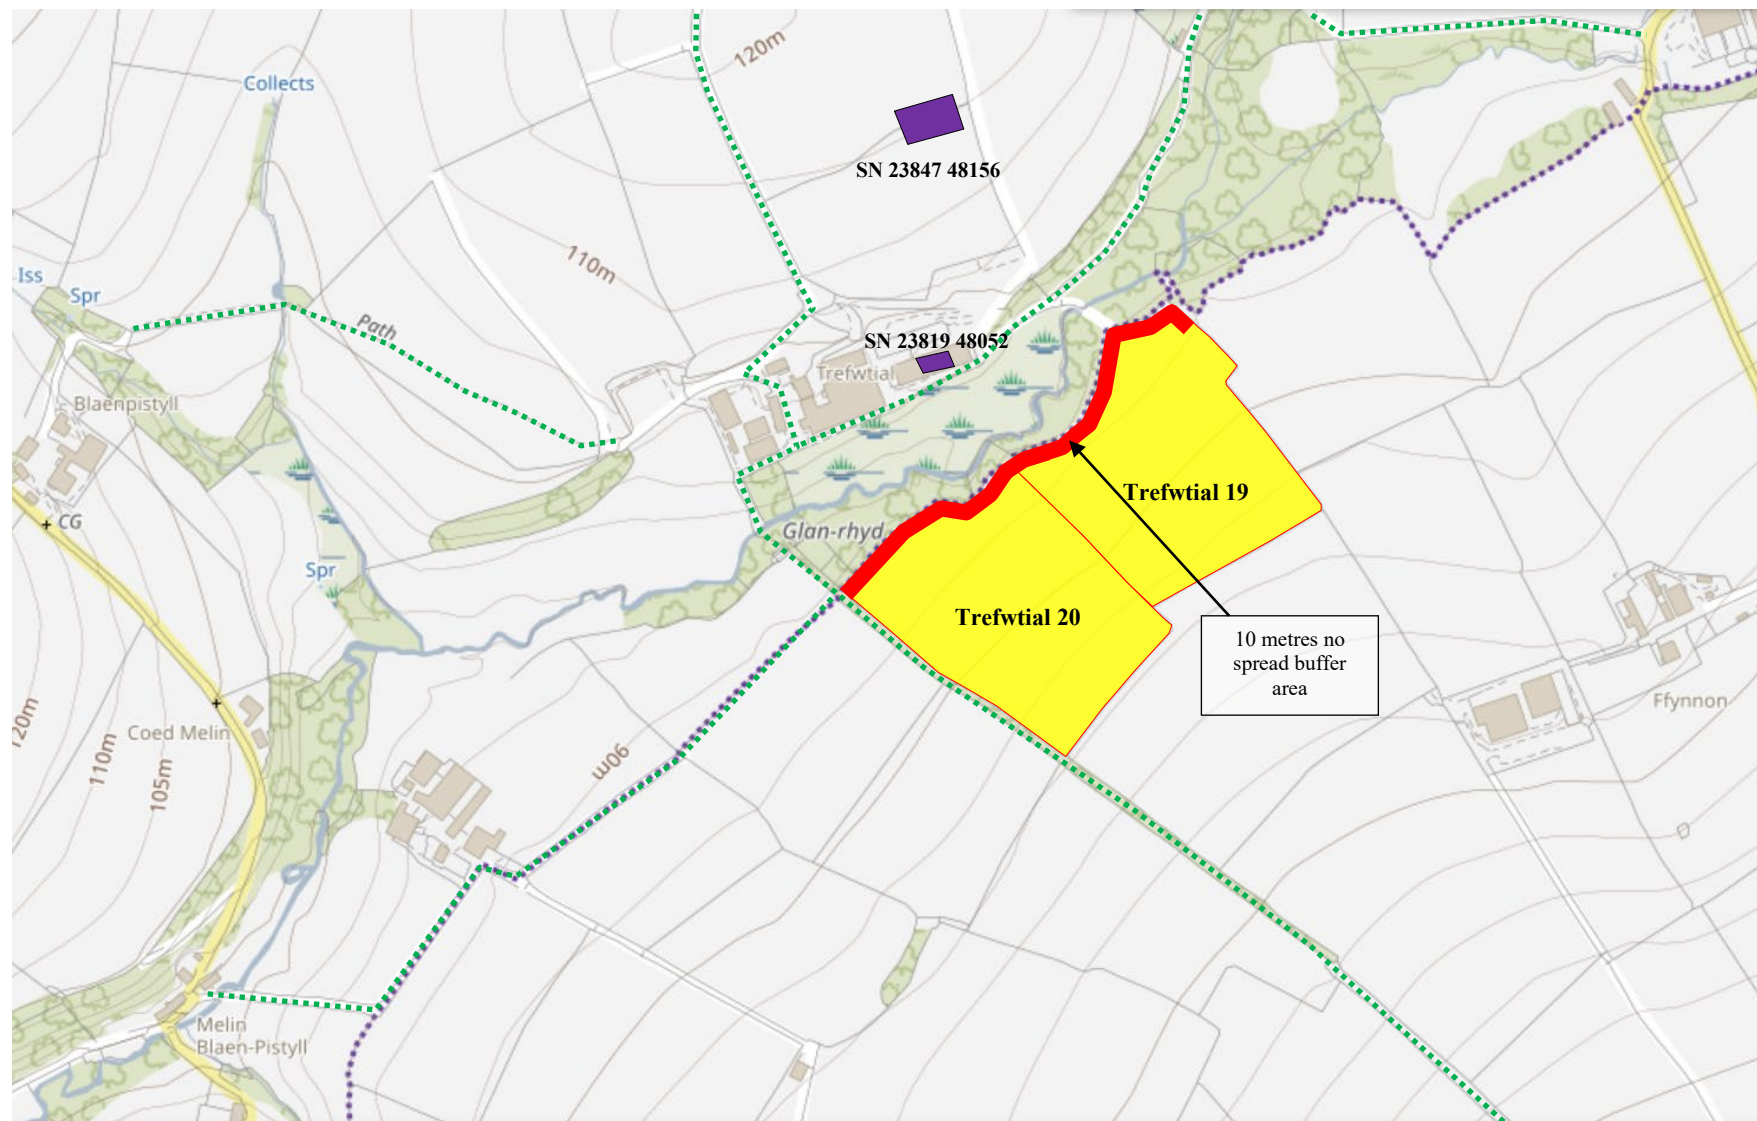 120m
Collects
SN 23847 48156
110m
Iss
Spr
Path
SN 23819 48052
Trefwtial
Blaenpistyll
Trefwtial 19
CG
Glan-rhyd
Spr
Trefwtial 20
10 metres no
spread buffer
area
Ffynnon
120m
Coed Melin
110m
105m
90m
Melin
Blaen-Pistyll